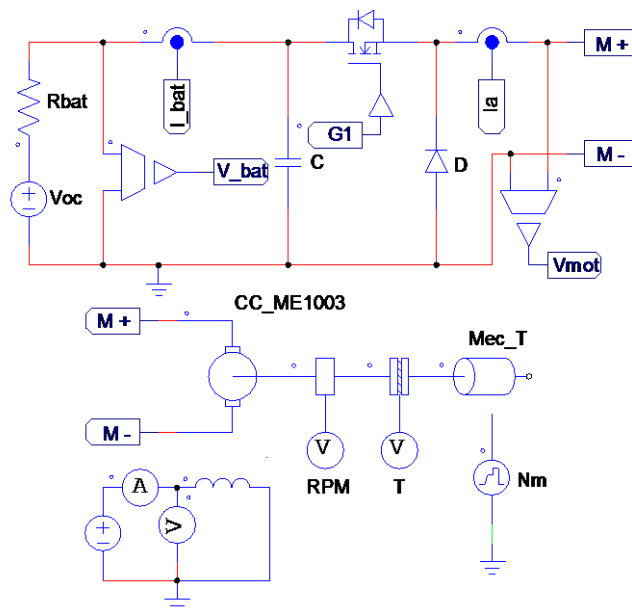 M +
Rbat
I_bat
Ia
G1
M -
V_bat
C
D
Voc
Vmot
CC_ME1003
M +
Mec_T
M -
V
V
RPM
T
Nm
A
V